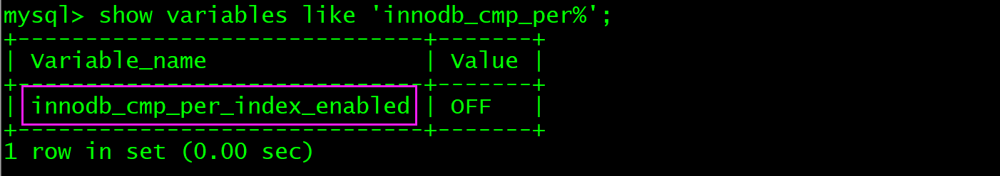 mysql> show variables like 'innodb_cmp_per%';
+------------------------------+-------+
| Variable_name                | Value |
+------------------------------+-------+
| innodb_cmp_per_index_enabled | OFF   |
+------------------------------+-------+
1 row in set (0.00 sec)